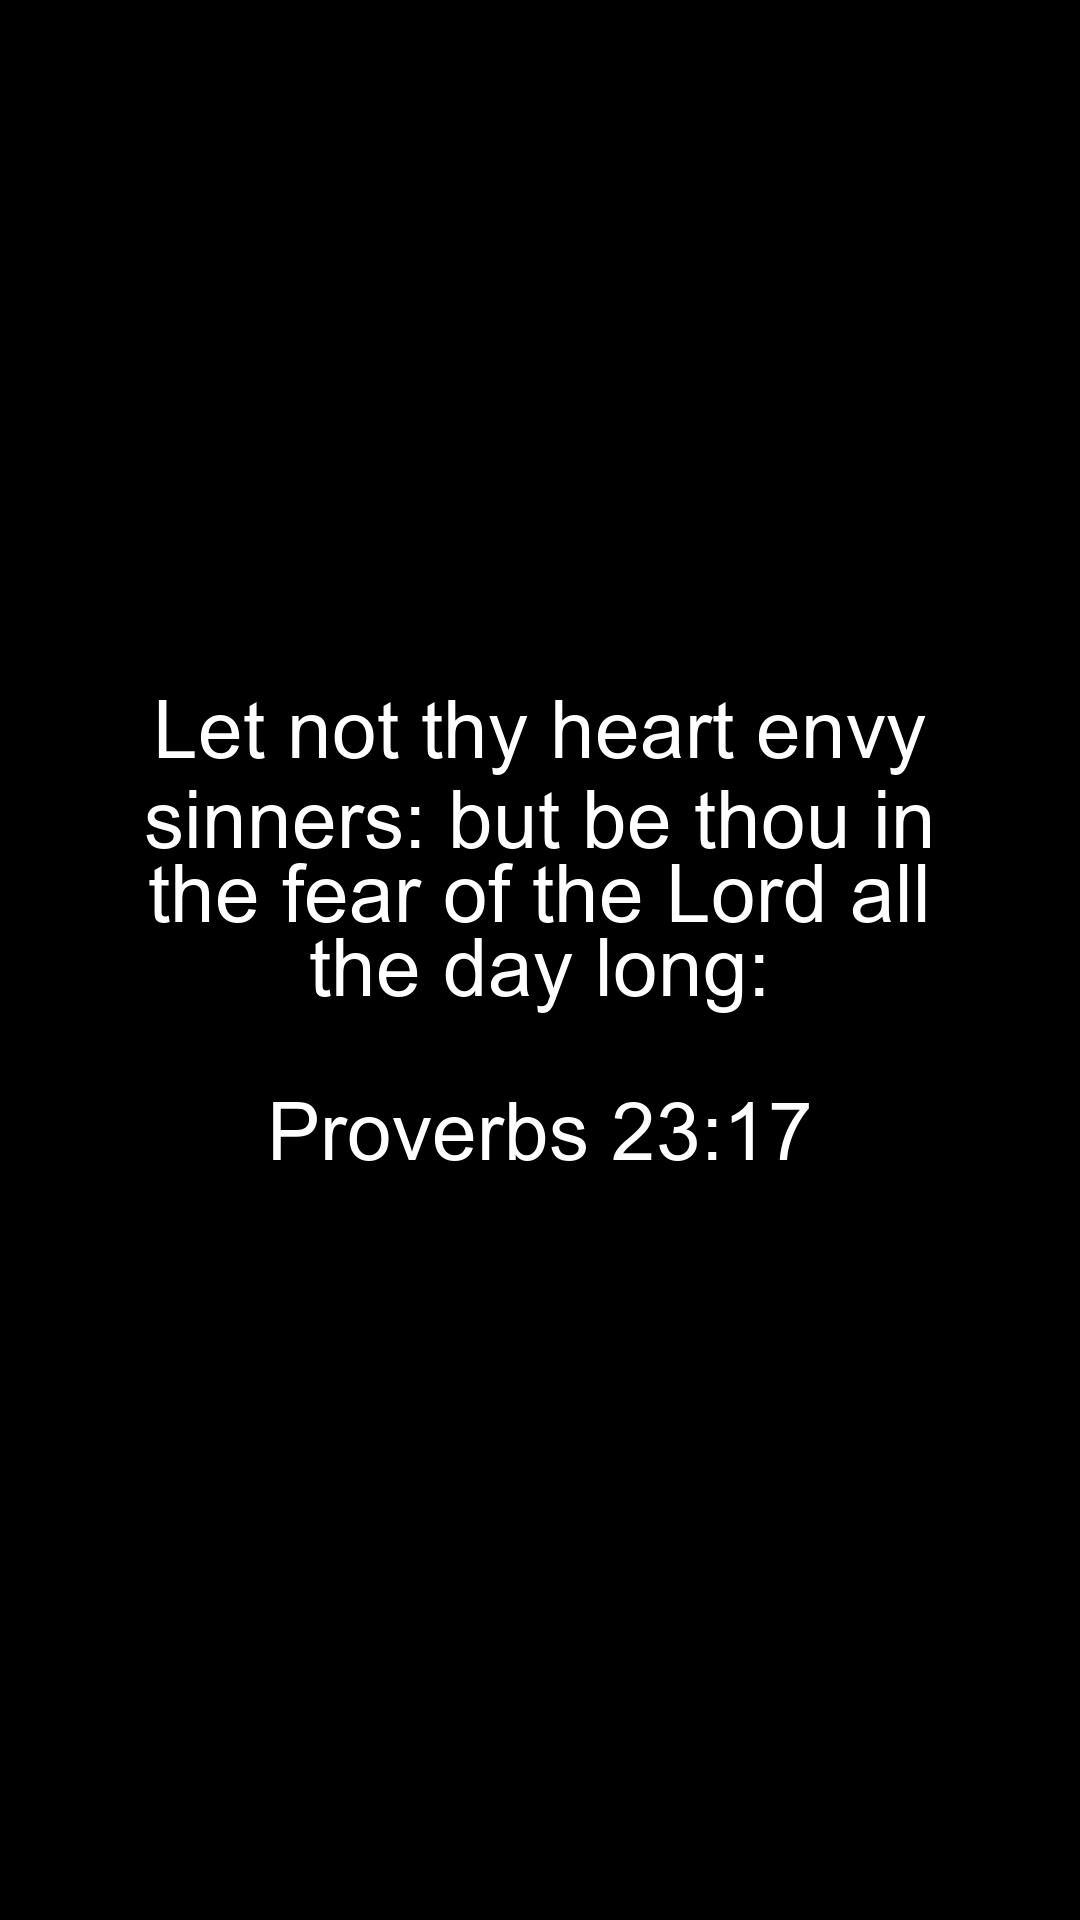 Let not thy heart envy
sinners: but be thou in
the fear of the Lord all
the day long:
Proverbs 23:17